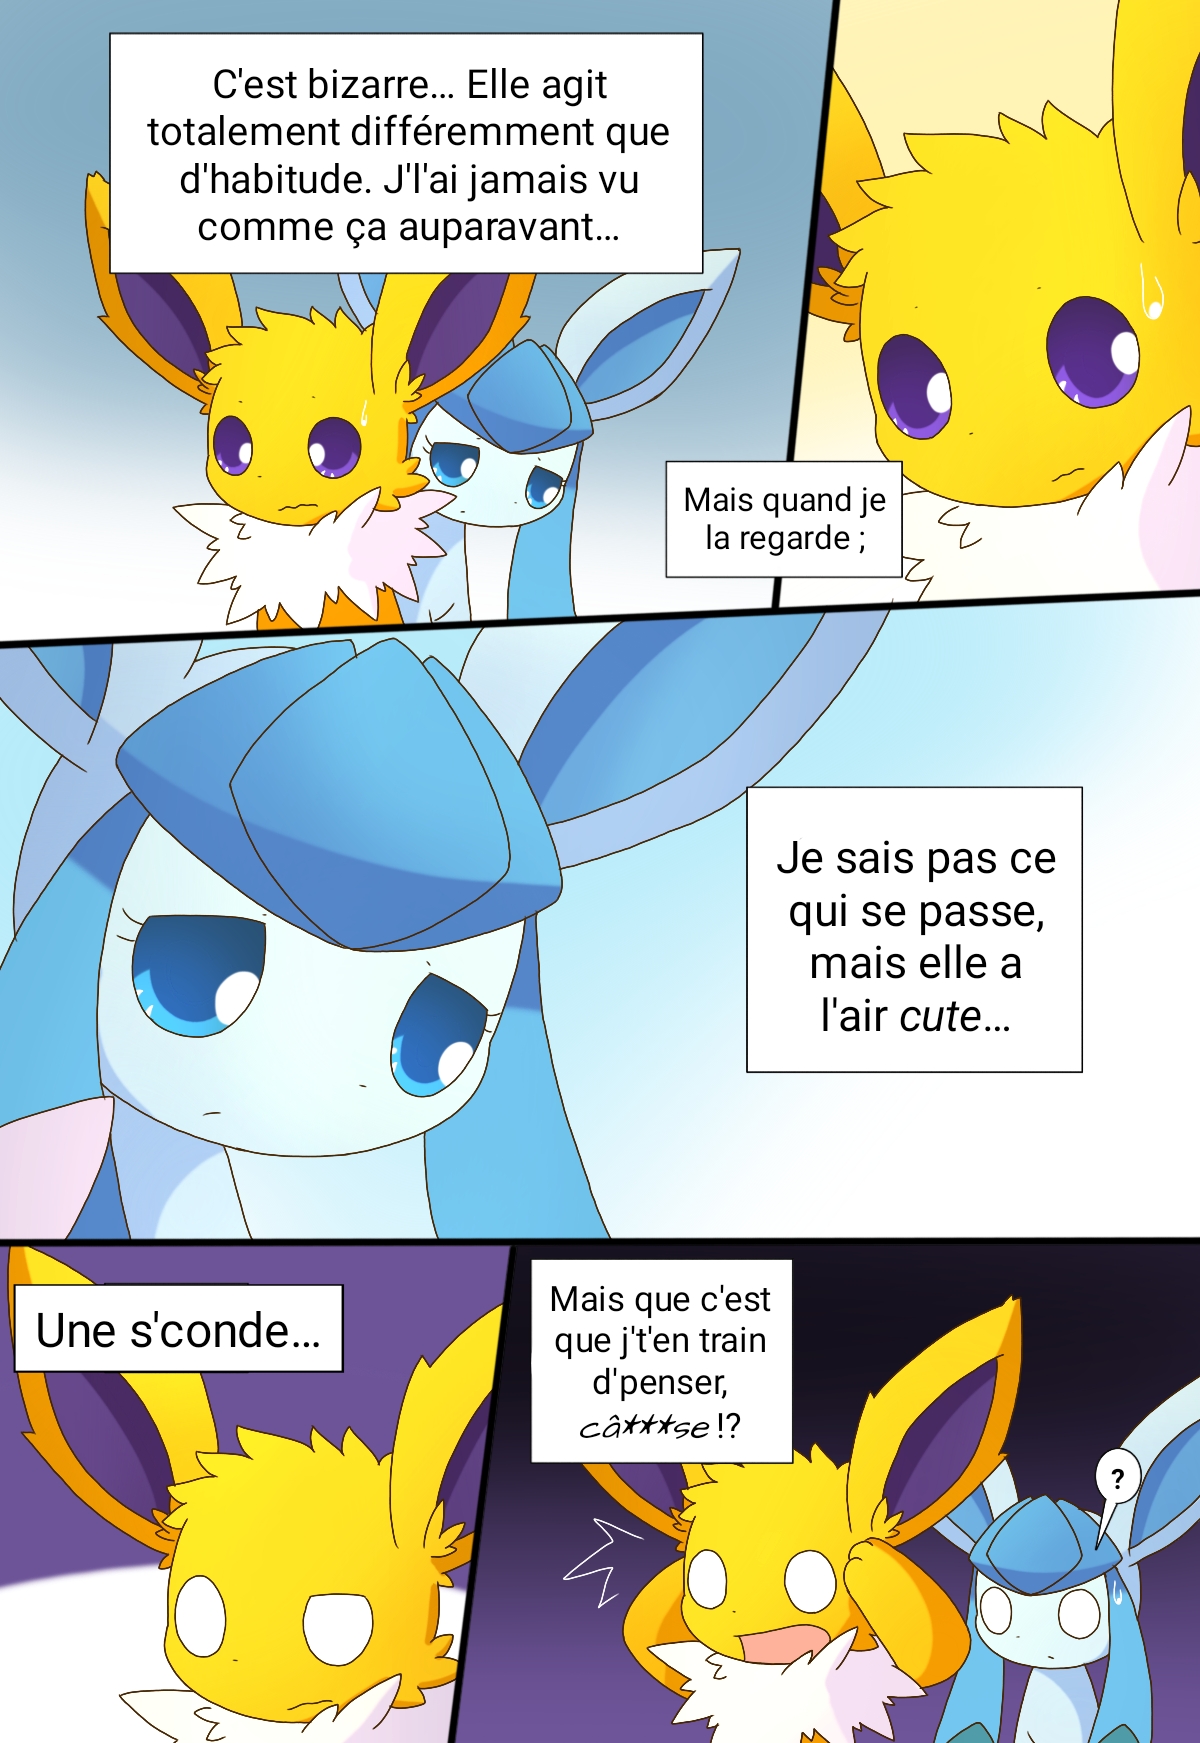 C'est bizarre... Elle agit
totalement différemment que
d'habitude. J'l'ai jamais vu
comme ça auparavant...
Mais quand je
la regarde ;
Je sais pas ce
qui se passe,
mais elle a
l'air cute...
Une s'conde...
Mais que c'est
que j't'en train
d'penser,
câ***se !?
?